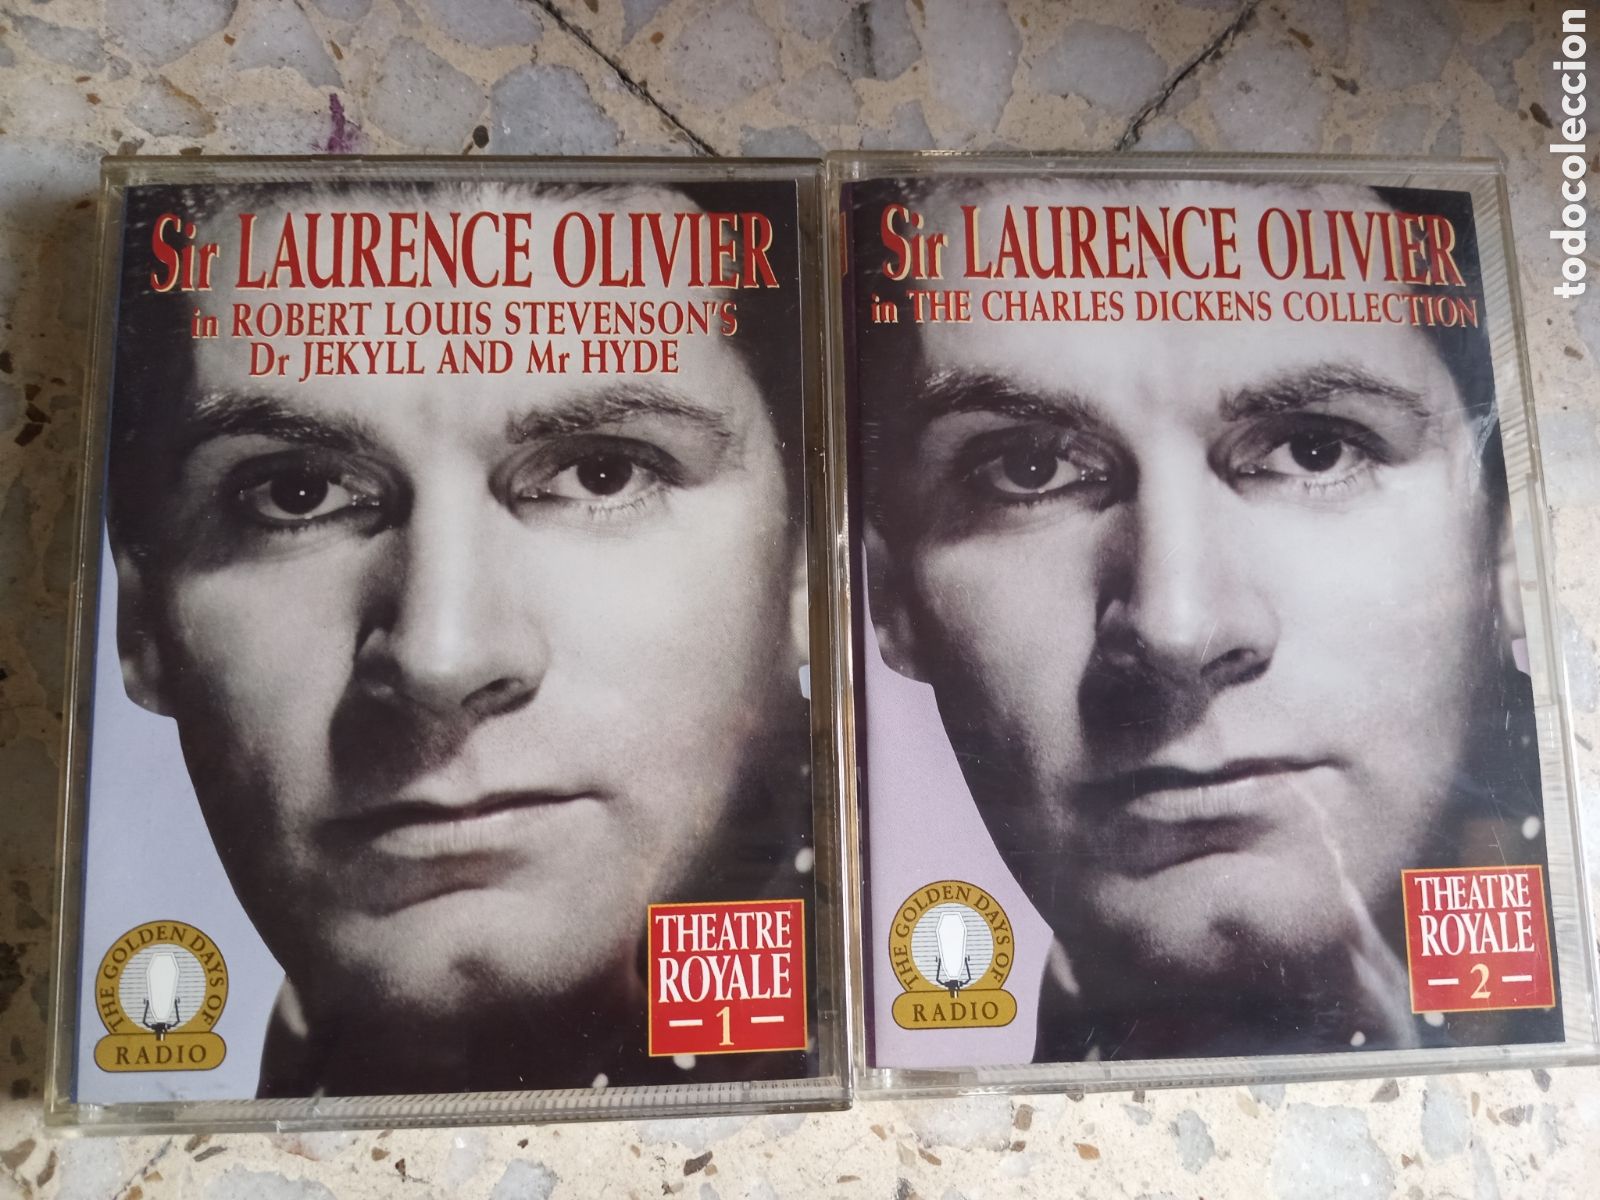 Sir LAURENCE OLIVIER
in ROBERT LOUIS STEVENSON'S
Dr JEKYLL AND Mr HYDE
THE GOLDEN DAYS OF
RADIO
THEATRE
ROYALE
– 1 –
Sir LAURENCE OLIVIER
in THE CHARLES DICKENS COLLECTION
THE GOLDEN DAYS OF
RADIO
THEATRE
ROYALE
– 2 –
todocoleccion